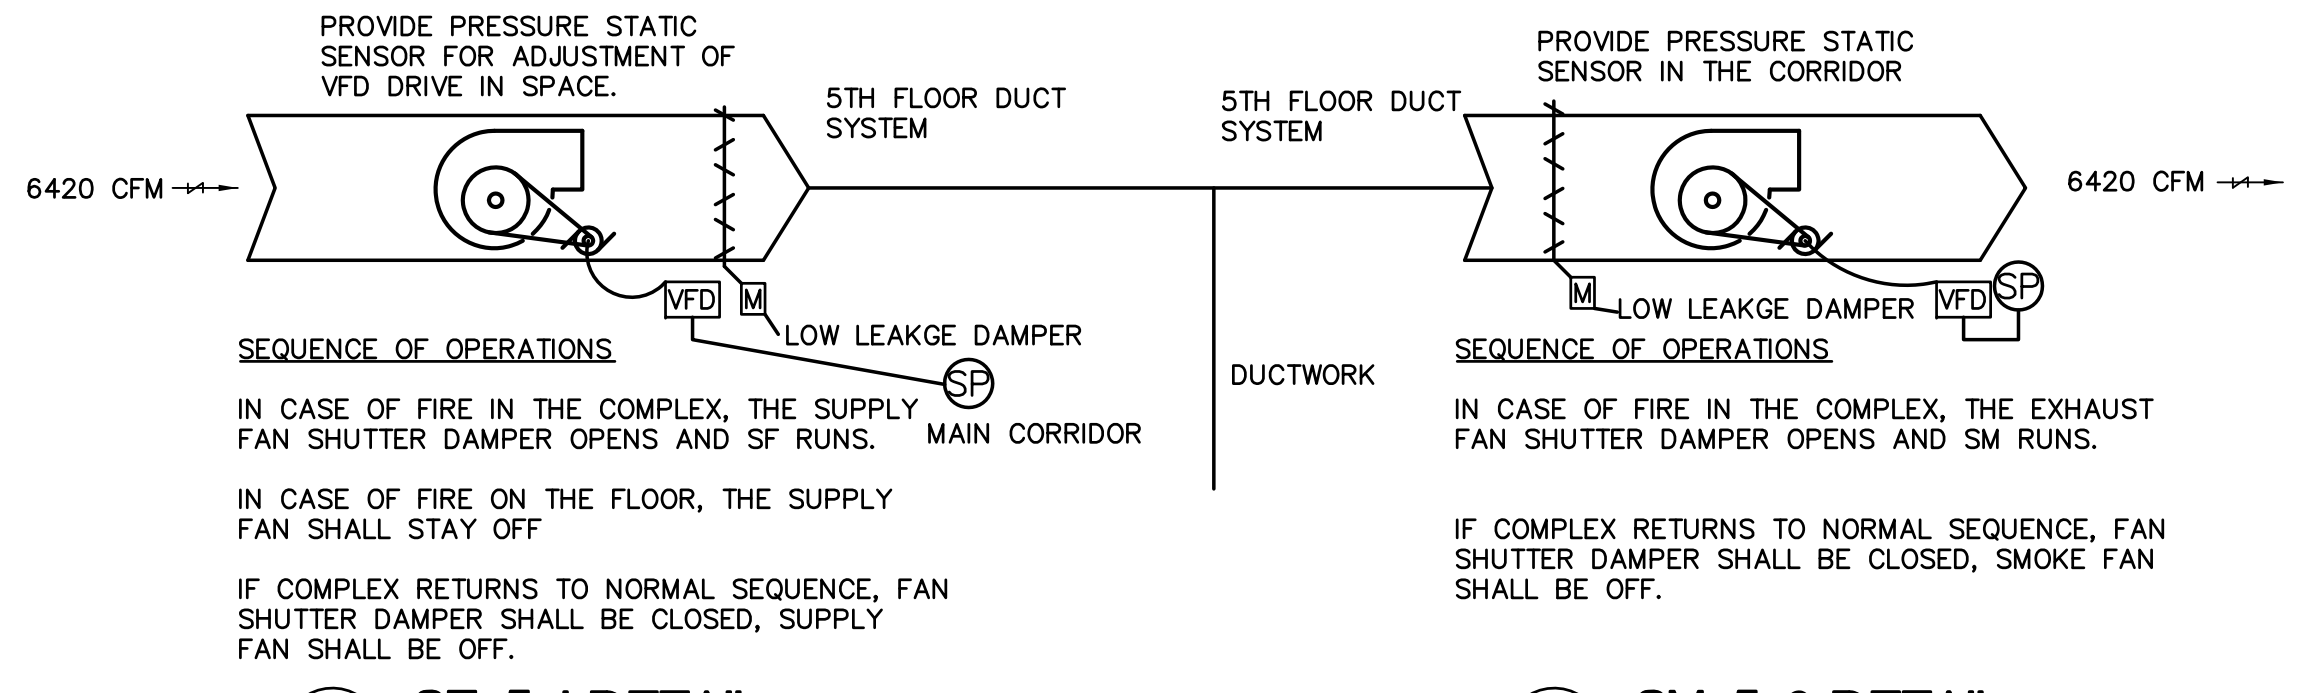 PROVIDE PRESSURE STATIC
SENSOR FOR ADJUSTMENT OF
VFD DRIVE IN SPACE.
5TH FLOOR DUCT
SYSTEM
6420 CFM
VFD
M
LOW LEAKGE DAMPER
SP
MAIN CORRIDOR
SEQUENCE OF OPERATIONS
IN CASE OF FIRE IN THE COMPLEX, THE SUPPLY
FAN SHUTTER DAMPER OPENS AND SF RUNS.
IN CASE OF FIRE ON THE FLOOR, THE SUPPLY
FAN SHALL STAY OFF
IF COMPLEX RETURNS TO NORMAL SEQUENCE, FAN
SHUTTER DAMPER SHALL BE CLOSED, SUPPLY
FAN SHALL BE OFF.
DUCTWORK
PROVIDE PRESSURE STATIC
SENSOR IN THE CORRIDOR
5TH FLOOR DUCT
SYSTEM
6420 CFM
M
LOW LEAKGE DAMPER
VFD
SP
SEQUENCE OF OPERATIONS
IN CASE OF FIRE IN THE COMPLEX, THE EXHAUST
FAN SHUTTER DAMPER OPENS AND SM RUNS.
IF COMPLEX RETURNS TO NORMAL SEQUENCE, FAN
SHUTTER DAMPER SHALL BE CLOSED, SMOKE FAN
SHALL BE OFF.